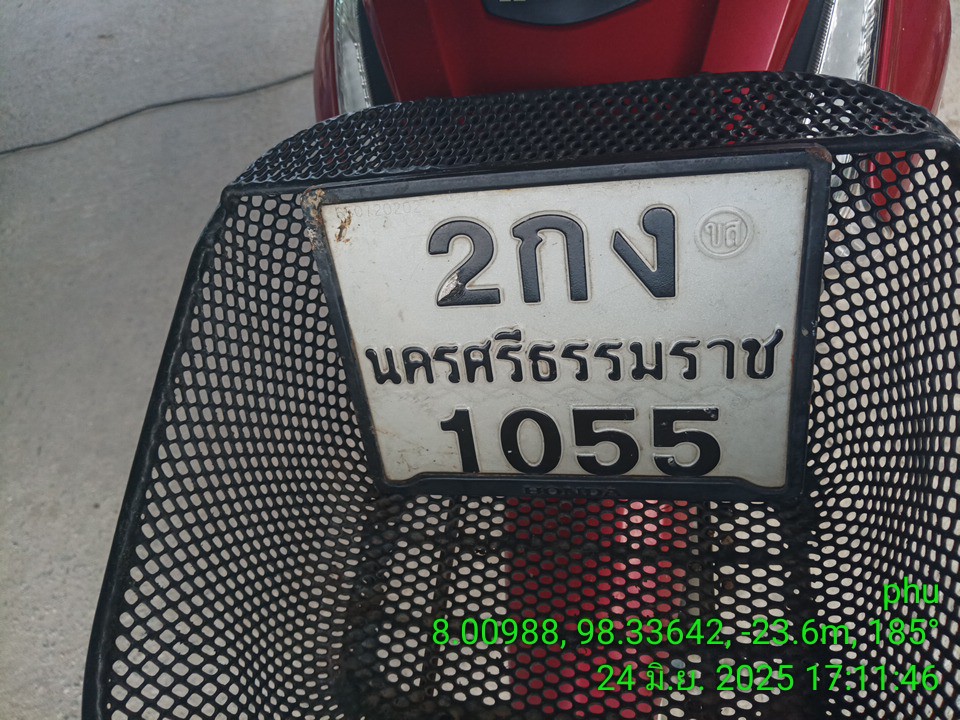 2กง
ขส
นครศรีธรรมราช
1055
HONDA
phu
8.00988, 98.33642, -23.6m, 185°
24 มิ.ย. 2025 17:11:46